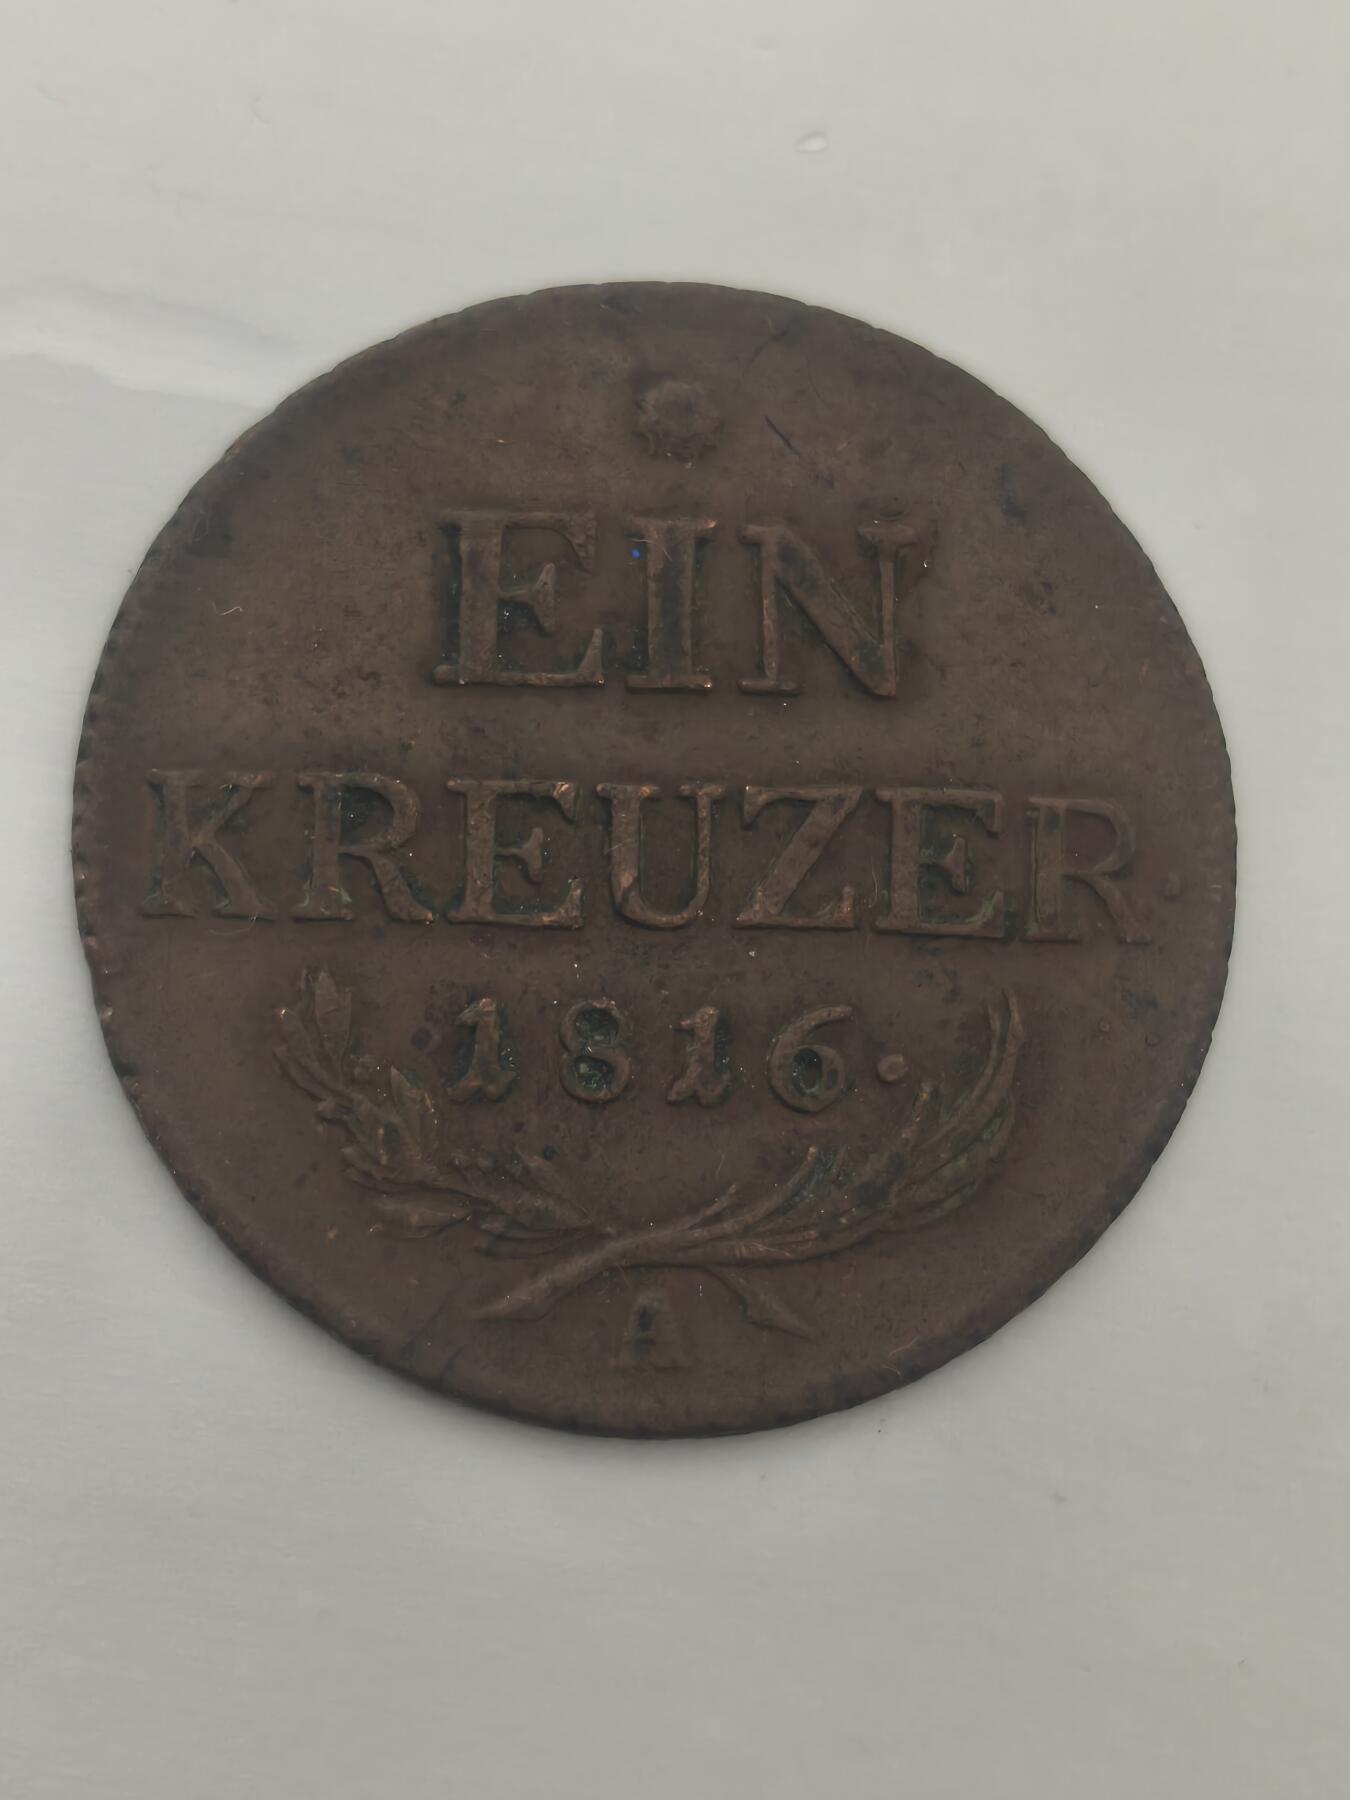 EIN
KREUZER.
1816.
A